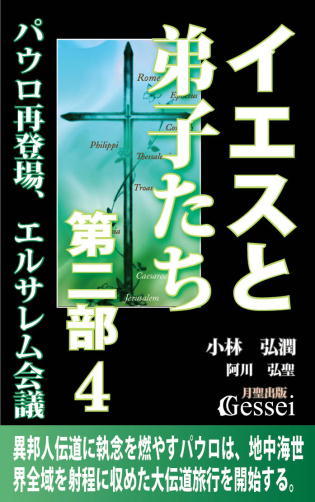 イエスと
弟子たち
第二部 4
パウロ再登場、エルサレム会議
Rome
Ephesus
Philippi
Thessalo
Troas
Caesarea
Jerusalem
小林 弘潤
阿川 弘聖
月聖出版
Gessei
異邦人伝道に執念を燃やすパウロは、地中海世
界全域を射程に収めた大伝道旅行を開始する。